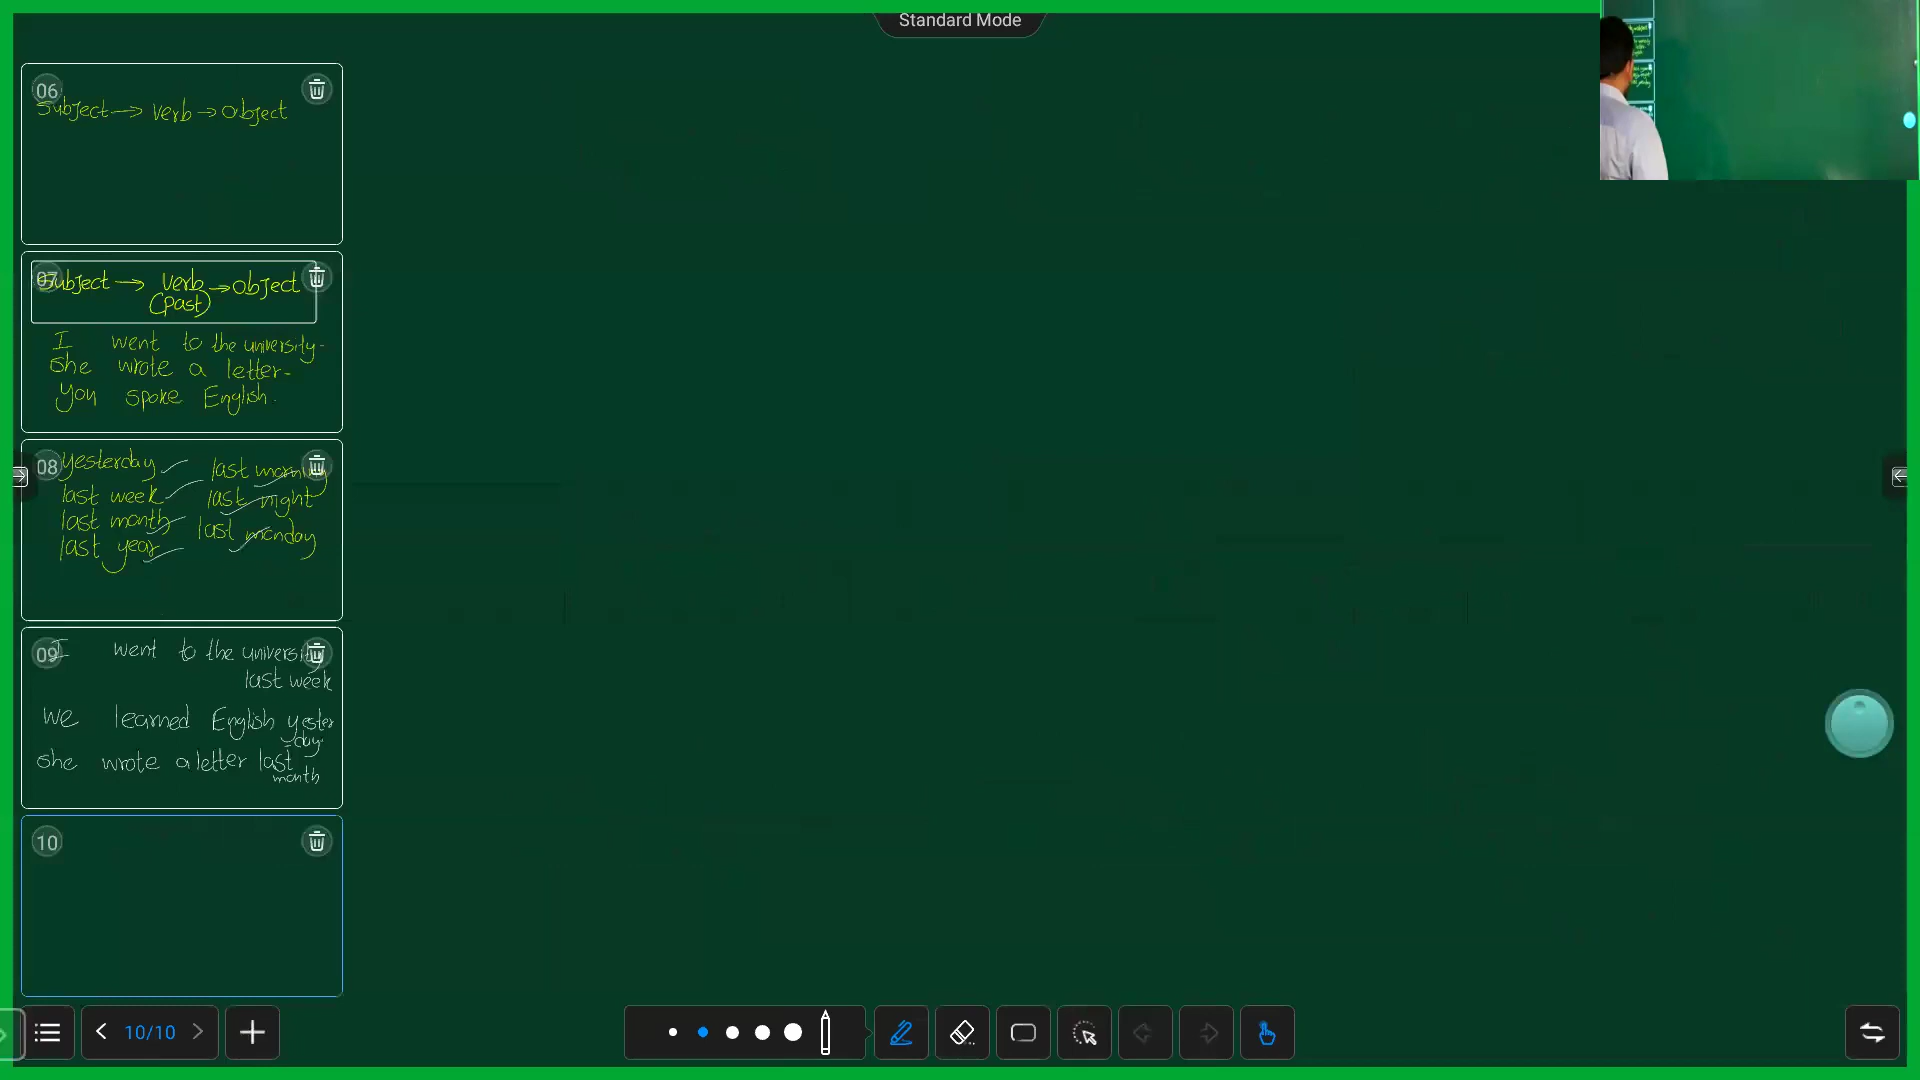 Standard Mode
06
Subject → verb → object
07
Subject → verb → object
(past)
I went to the university.
She wrote a letter.
You spoke English.
08
yesterday last morning
last week last night
last month last monday
last year
09
I went to the university
last week
we learned English yester
-day.
She wrote a letter last
month
10
10/10